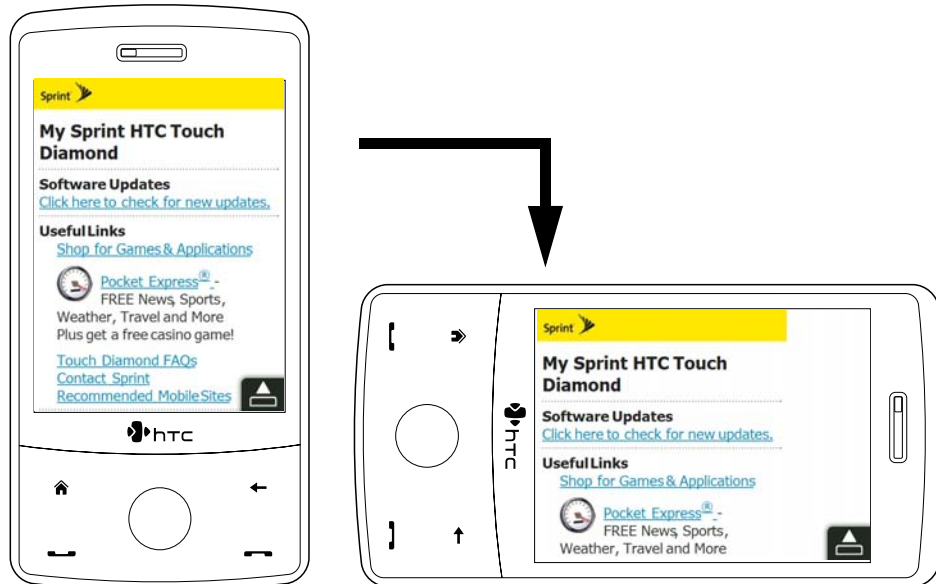 Sprint
My Sprint HTC Touch
Diamond
Software Updates
Click here to check for new updates.
Useful Links
Shop for Games & Applications
Pocket Express® -
FREE News, Sports,
Weather, Travel and More
Plus get a free casino game!
Touch Diamond FAQs
Contact Sprint
Recommended Mobile Sites
hTC
Sprint
My Sprint HTC Touch
Diamond
Software Updates
Click here to check for new updates.
Useful Links
Shop for Games & Applications
Pocket Express® -
FREE News, Sports,
Weather, Travel and More
hTC